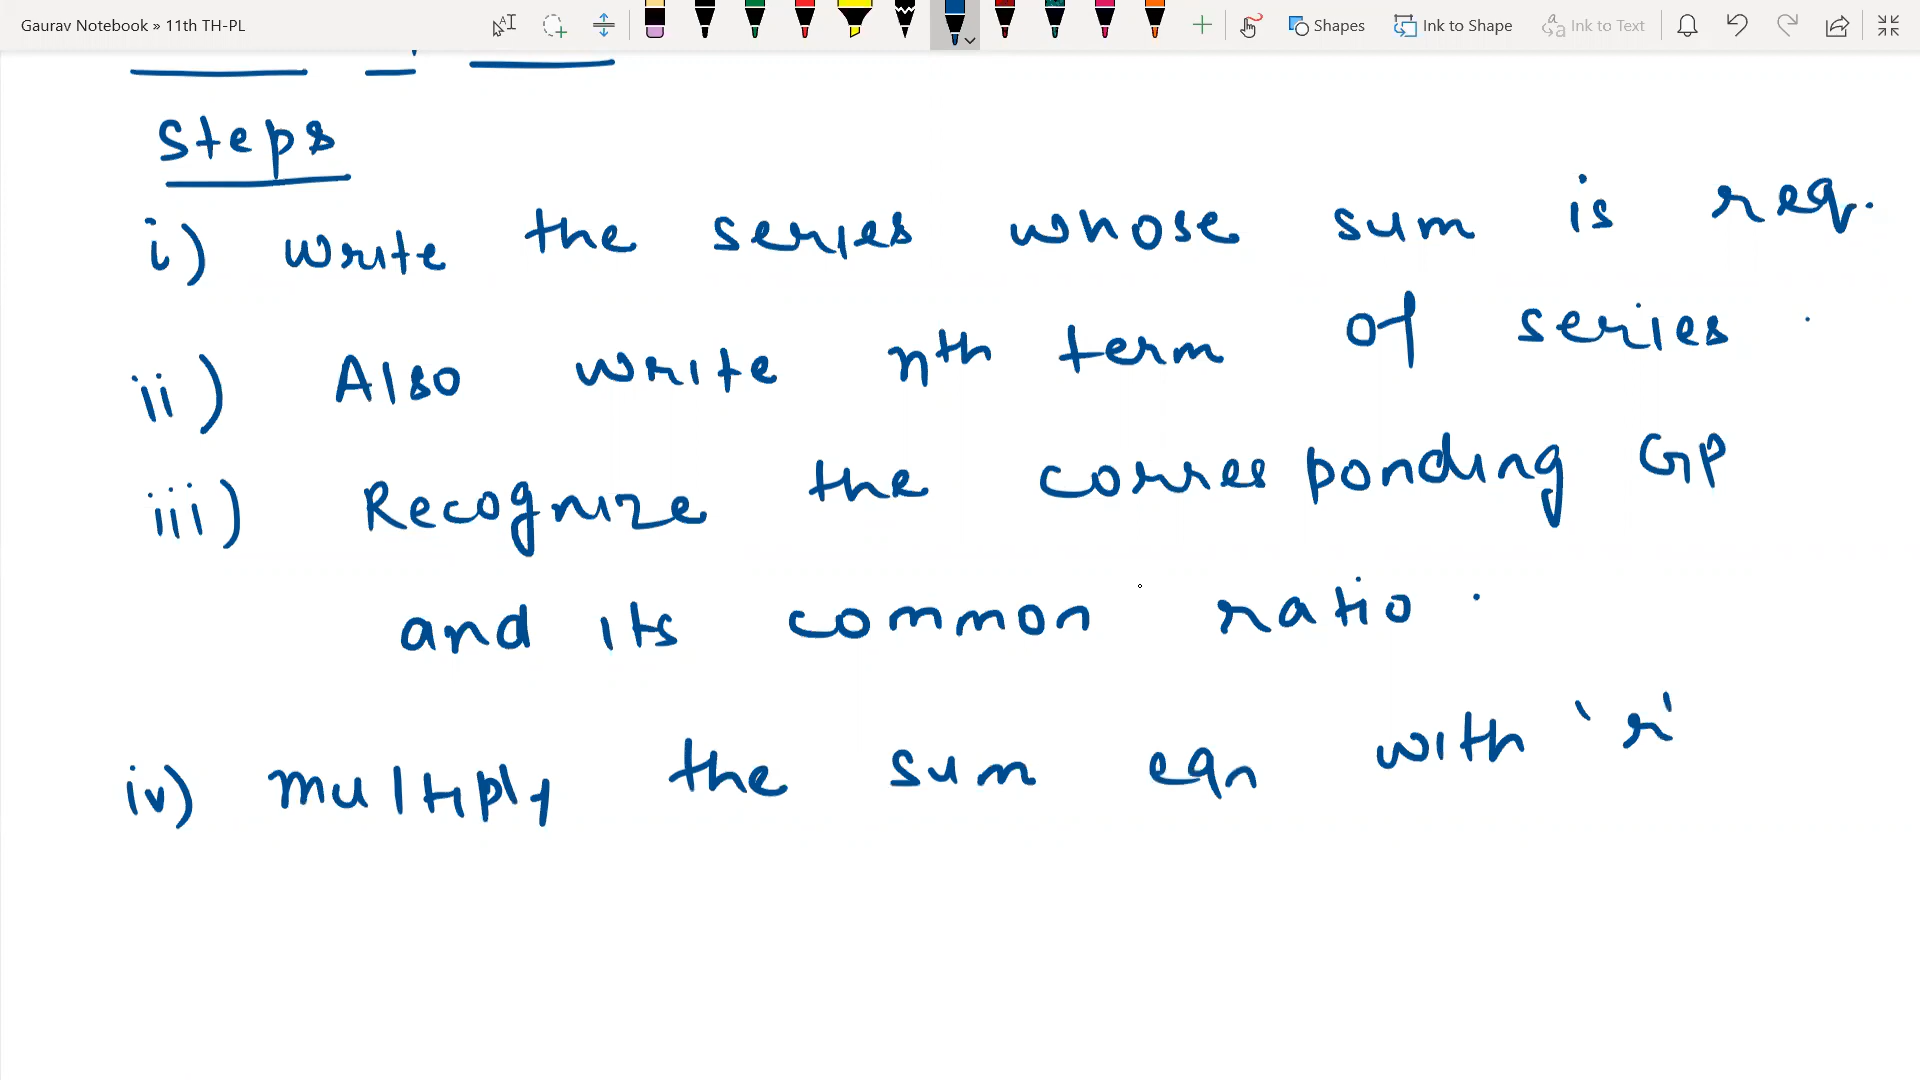 Gaurav Notebook » 11th TH-PL
Shapes
Ink to Shape
Ink to Text
Steps
i) Write the series whose sum is req.
ii) Also write nth term of series.
iii) Recognize the corresponding GP
and its common ratio.
iv) multiply the sum eqn with 'r'